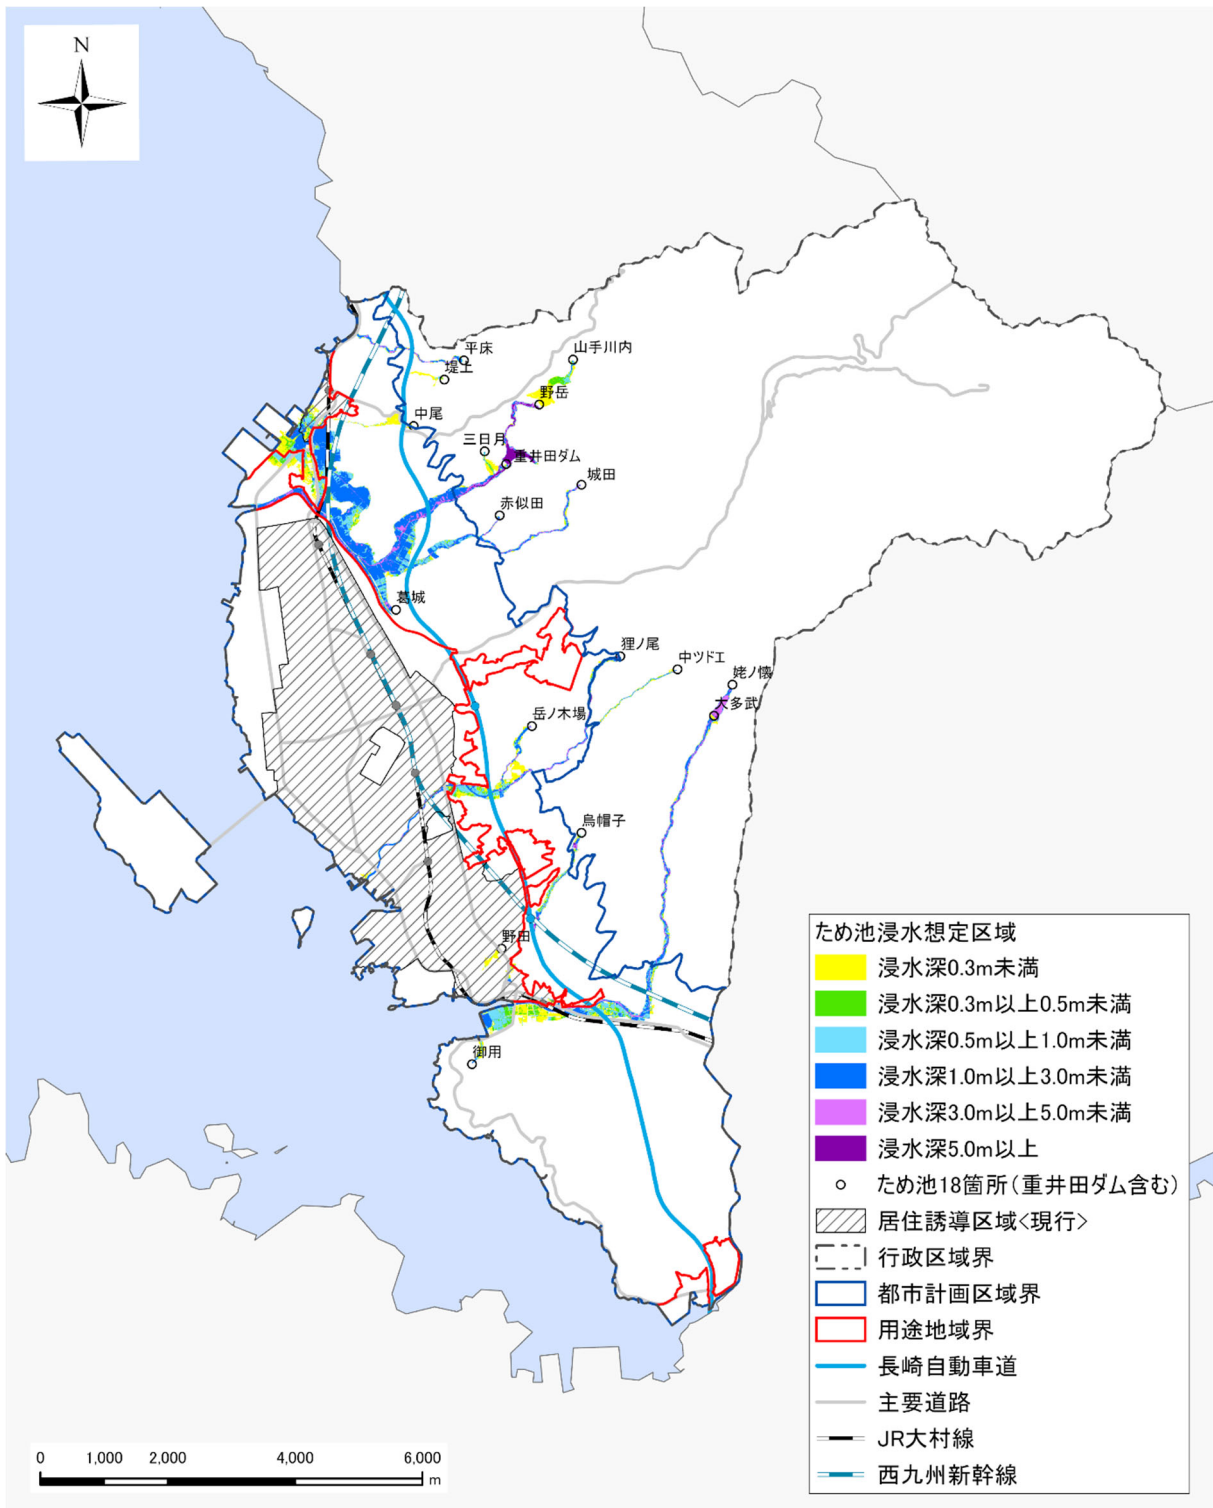 N
平床
山手川内
堤上
野岳
中尾
三日月
重井田ダム
城田
赤似田
葛城
狸ノ尾
中ツドエ
姥ノ懐
大多武
岳ノ木場
烏帽子
野田
御用
ため池浸水想定区域
浸水深0.3m未満
浸水深0.3m以上0.5m未満
浸水深0.5m以上1.0m未満
浸水深1.0m以上3.0m未満
浸水深3.0m以上5.0m未満
浸水深5.0m以上
ため池18箇所(重井田ダム含む)
居住誘導区域<現行>
行政区域界
都市計画区域界
用途地域界
長崎自動車道
主要道路
JR大村線
西九州新幹線
0 1,000 2,000 4,000 6,000
m